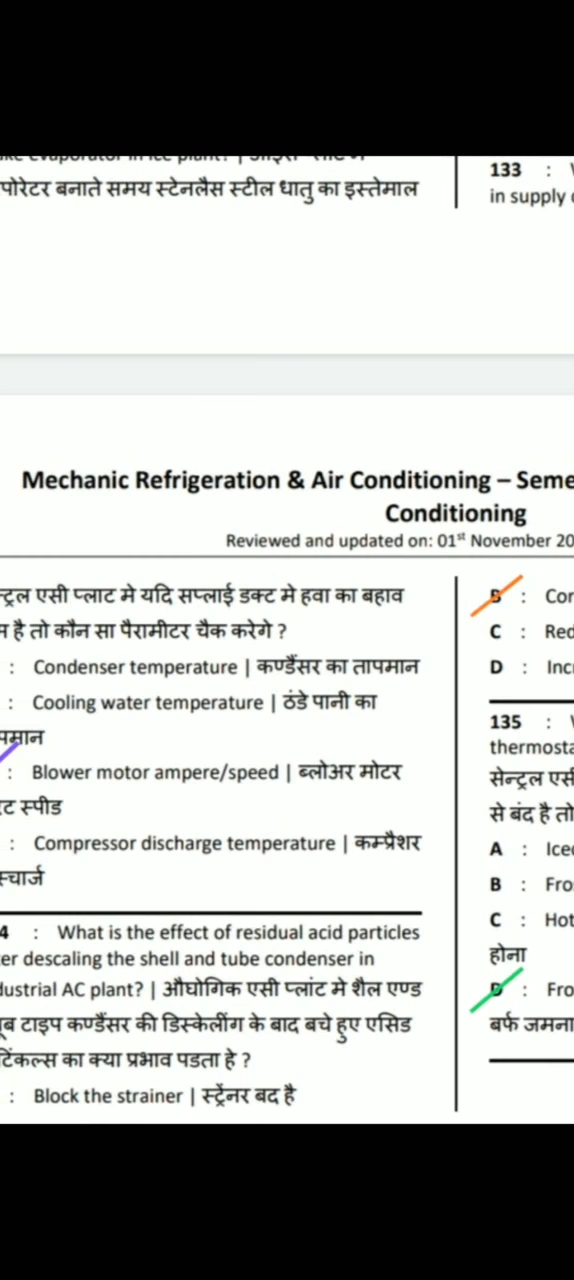 पोरेटर बनाते समय स्टेनलैस स्टील धातु का इस्तेमाल
133 :
in supply
Mechanic Refrigeration & Air Conditioning – Seme
Conditioning
Reviewed and updated on: 01st November 20
न्ट्रल एसी प्लाट मे यदि सप्लाई डक्ट मे हवा का बहाव
न है तो कौन सा पैरामीटर चैक करेगे ?
: Condenser temperature | कण्डैंसर का तापमान
: Cooling water temperature | ठंडे पानी का
पमान
: Blower motor ampere/speed | ब्लोअर मोटर
रेट स्पीड
: Compressor discharge temperature | कम्प्रैशर
स्चार्ज
4 : What is the effect of residual acid particles
er descaling the shell and tube condenser in
dustrial AC plant? | औघोगिक एसी प्लांट मे शैल एण्ड
ूब टाइप कण्डैंसर की डिस्केलींग के बाद बचे हुए एसिड
र्टिकल्स का क्या प्रभाव पडता हे ?
: Block the strainer | स्ट्रेंनर बद है
B : Cor
C : Red
D : Incr
135 :
thermosta
सेन्ट्रल एसी
से बंद है तो
A : Iced
B : Fro
C : Hot
होना
D : Fro
बर्फ जमना